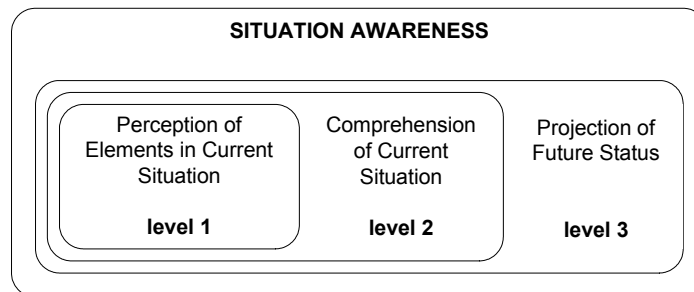 SITUATION AWARENESS
Perception of
Elements in Current
Situation
level 1
Comprehension
of Current
Situation
level 2
Projection of
Future Status
level 3